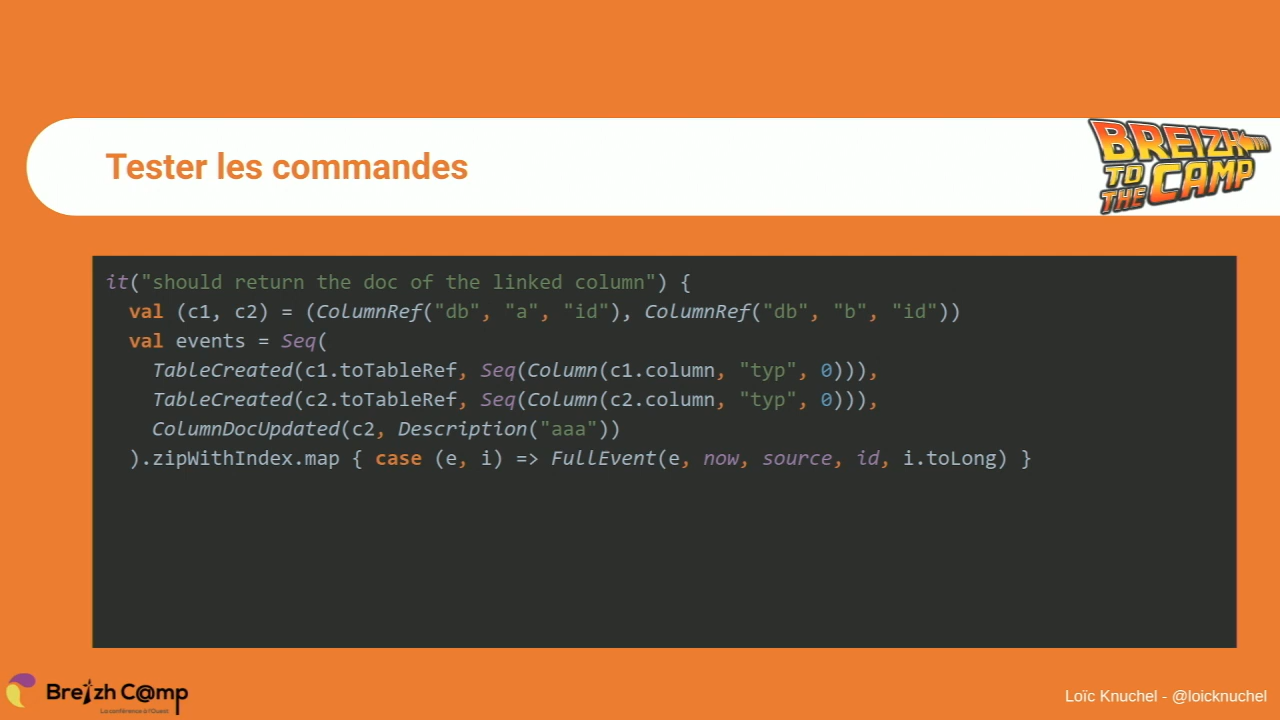 BREIZH
TO
THE CAMP
Tester les commandes
it("should return the doc of the linked column") {
  val (c1, c2) = (ColumnRef("db", "a", "id"), ColumnRef("db", "b", "id"))
  val events = Seq(
    TableCreated(c1.toTableRef, Seq(Column(c1.column, "typ", 0))),
    TableCreated(c2.toTableRef, Seq(Column(c2.column, "typ", 0))),
    ColumnDocUpdated(c2, Description("aaa"))
  ).zipWithIndex.map { case (e, i) => FullEvent(e, now, source, id, i.toLong) }
Breizh C@mp
La conférence à l'Ouest
Loïc Knuchel - @loicknuchel